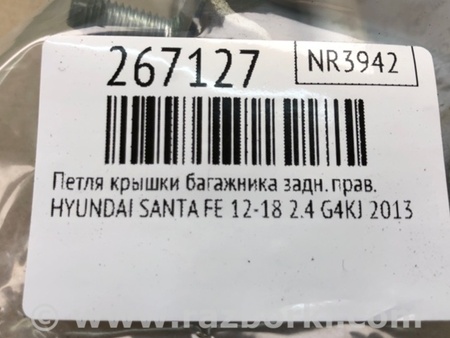 267127
NR3942
Петля крышки багажника задн. прав.
HYUNDAI SANTA FE 12-18 2.4 G4KJ 2013
© www.razborkin.com